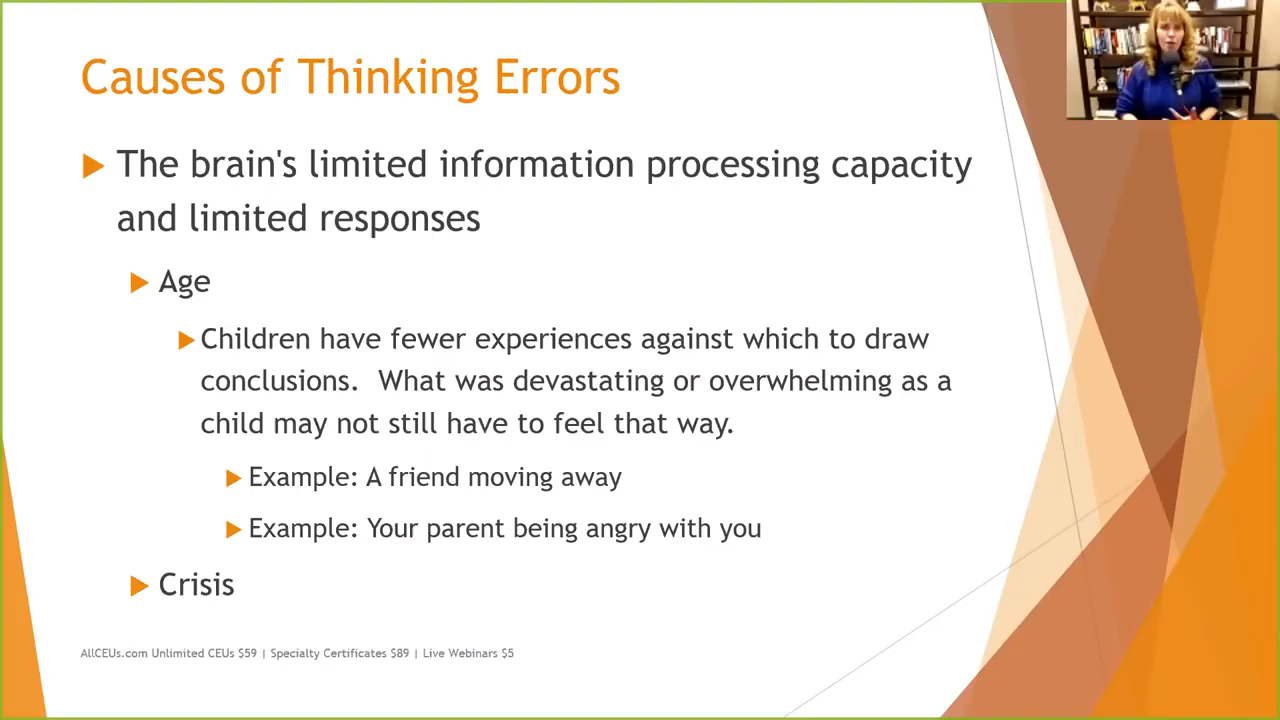 Causes of Thinking Errors
The brain's limited information processing capacity
and limited responses
Age
Children have fewer experiences against which to draw
conclusions.  What was devastating or overwhelming as a
child may not still have to feel that way.
Example: A friend moving away
Example: Your parent being angry with you
Crisis
AllCEUs.com Unlimited CEUs $59 | Specialty Certificates $89 | Live Webinars $5